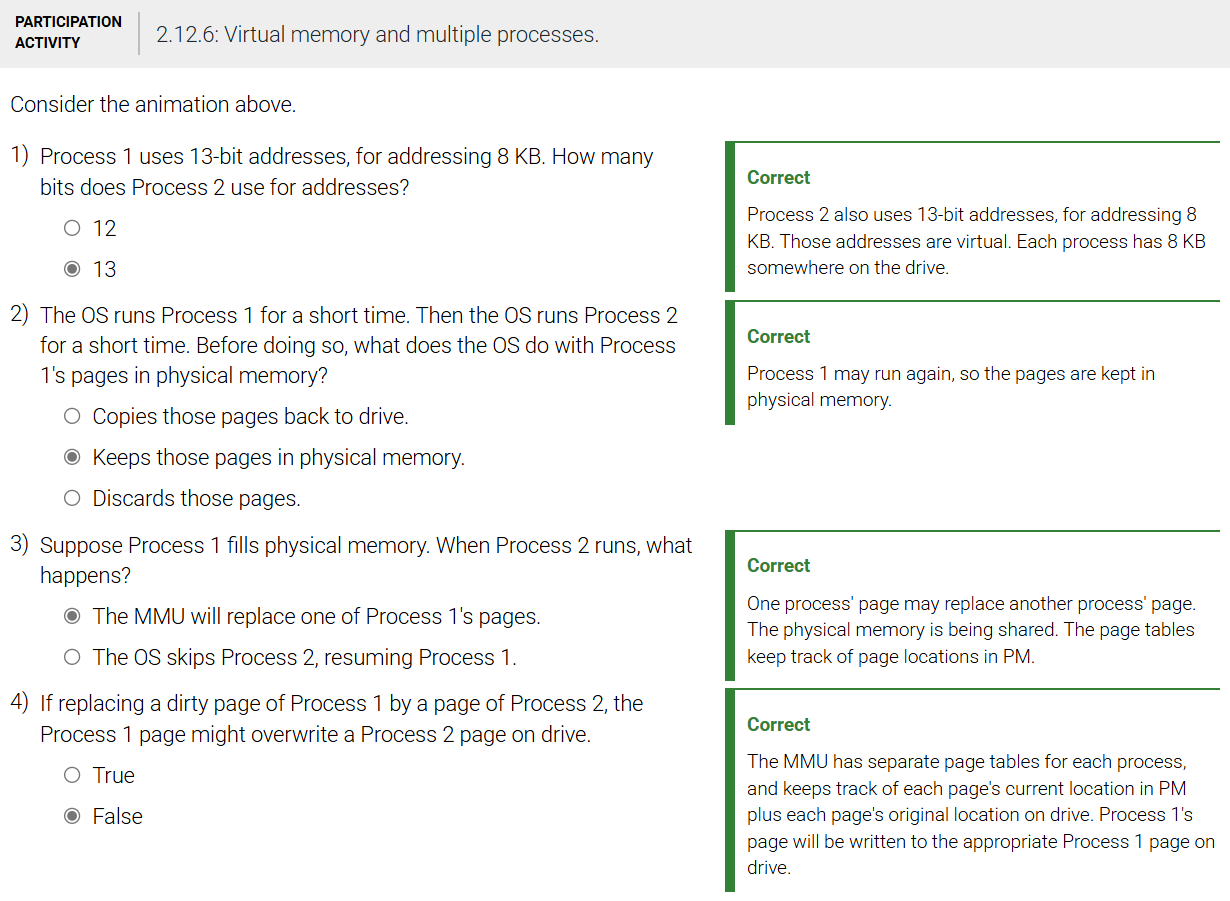 PARTICIPATION
ACTIVITY
2.12.6: Virtual memory and multiple processes.
Consider the animation above.
1) Process 1 uses 13-bit addresses, for addressing 8 KB. How many
bits does Process 2 use for addresses?
12
13
Correct
Process 2 also uses 13-bit addresses, for addressing 8
KB. Those addresses are virtual. Each process has 8 KB
somewhere on the drive.
2) The OS runs Process 1 for a short time. Then the OS runs Process 2
for a short time. Before doing so, what does the OS do with Process
1's pages in physical memory?
Copies those pages back to drive.
Keeps those pages in physical memory.
Discards those pages.
Correct
Process 1 may run again, so the pages are kept in
physical memory.
3) Suppose Process 1 fills physical memory. When Process 2 runs, what
happens?
The MMU will replace one of Process 1's pages.
The OS skips Process 2, resuming Process 1.
Correct
One process' page may replace another process' page.
The physical memory is being shared. The page tables
keep track of page locations in PM.
4) If replacing a dirty page of Process 1 by a page of Process 2, the
Process 1 page might overwrite a Process 2 page on drive.
True
False
Correct
The MMU has separate page tables for each process,
and keeps track of each page's current location in PM
plus each page's original location on drive. Process 1's
page will be written to the appropriate Process 1 page on
drive.